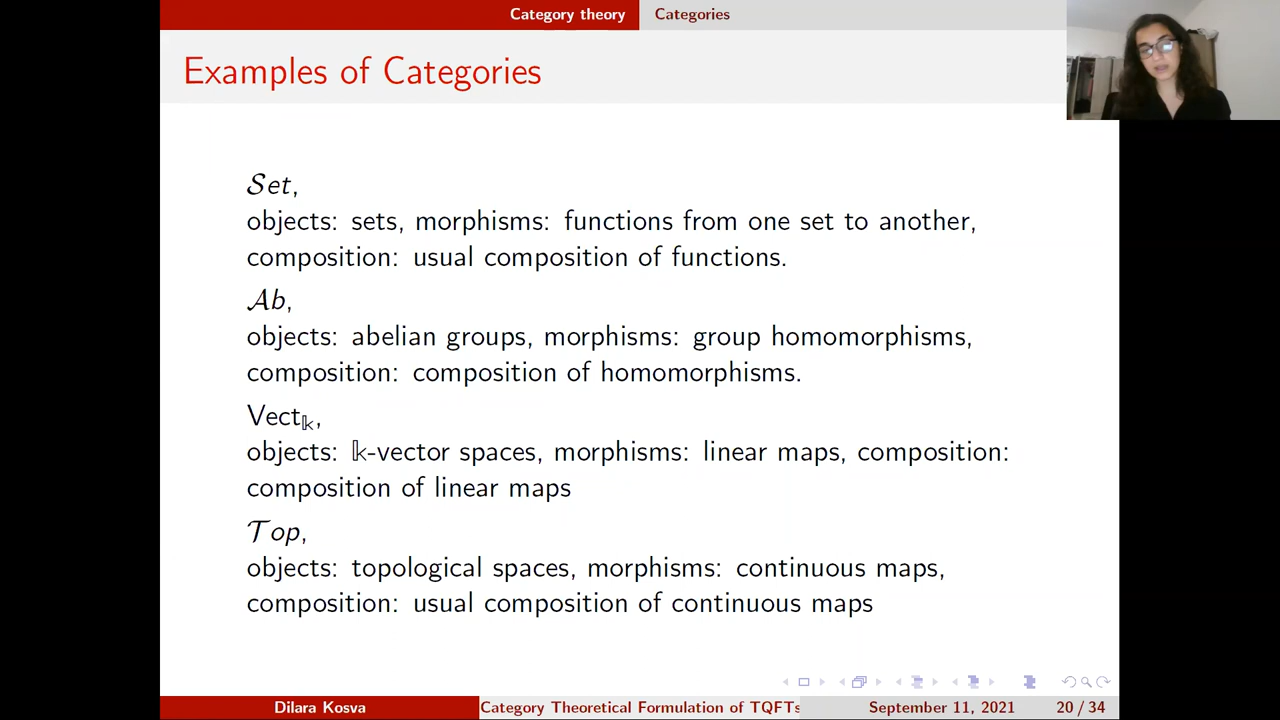 Category theory Categories
Examples of Categories
Set,
objects: sets, morphisms: functions from one set to another,
composition: usual composition of functions.
Ab,
objects: abelian groups, morphisms: group homomorphisms,
composition: composition of homomorphisms.
Vect𝕜,
objects: 𝕜-vector spaces, morphisms: linear maps, composition:
composition of linear maps
Top,
objects: topological spaces, morphisms: continuous maps,
composition: usual composition of continuous maps
Dilara Kosva Category Theoretical Formulation of TQFTs September 11, 2021 20 / 34